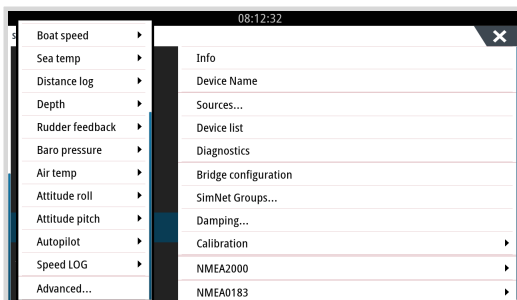 08:12:32
s
Boat speed
Sea temp
Distance log
Depth
Rudder feedback
Baro pressure
Air temp
Attitude roll
Attitude pitch
Autopilot
Speed LOG
Advanced...
Info
Device Name
Sources...
Device list
Diagnostics
Bridge configuration
SimNet Groups...
Damping...
Calibration
NMEA2000
NMEA0183